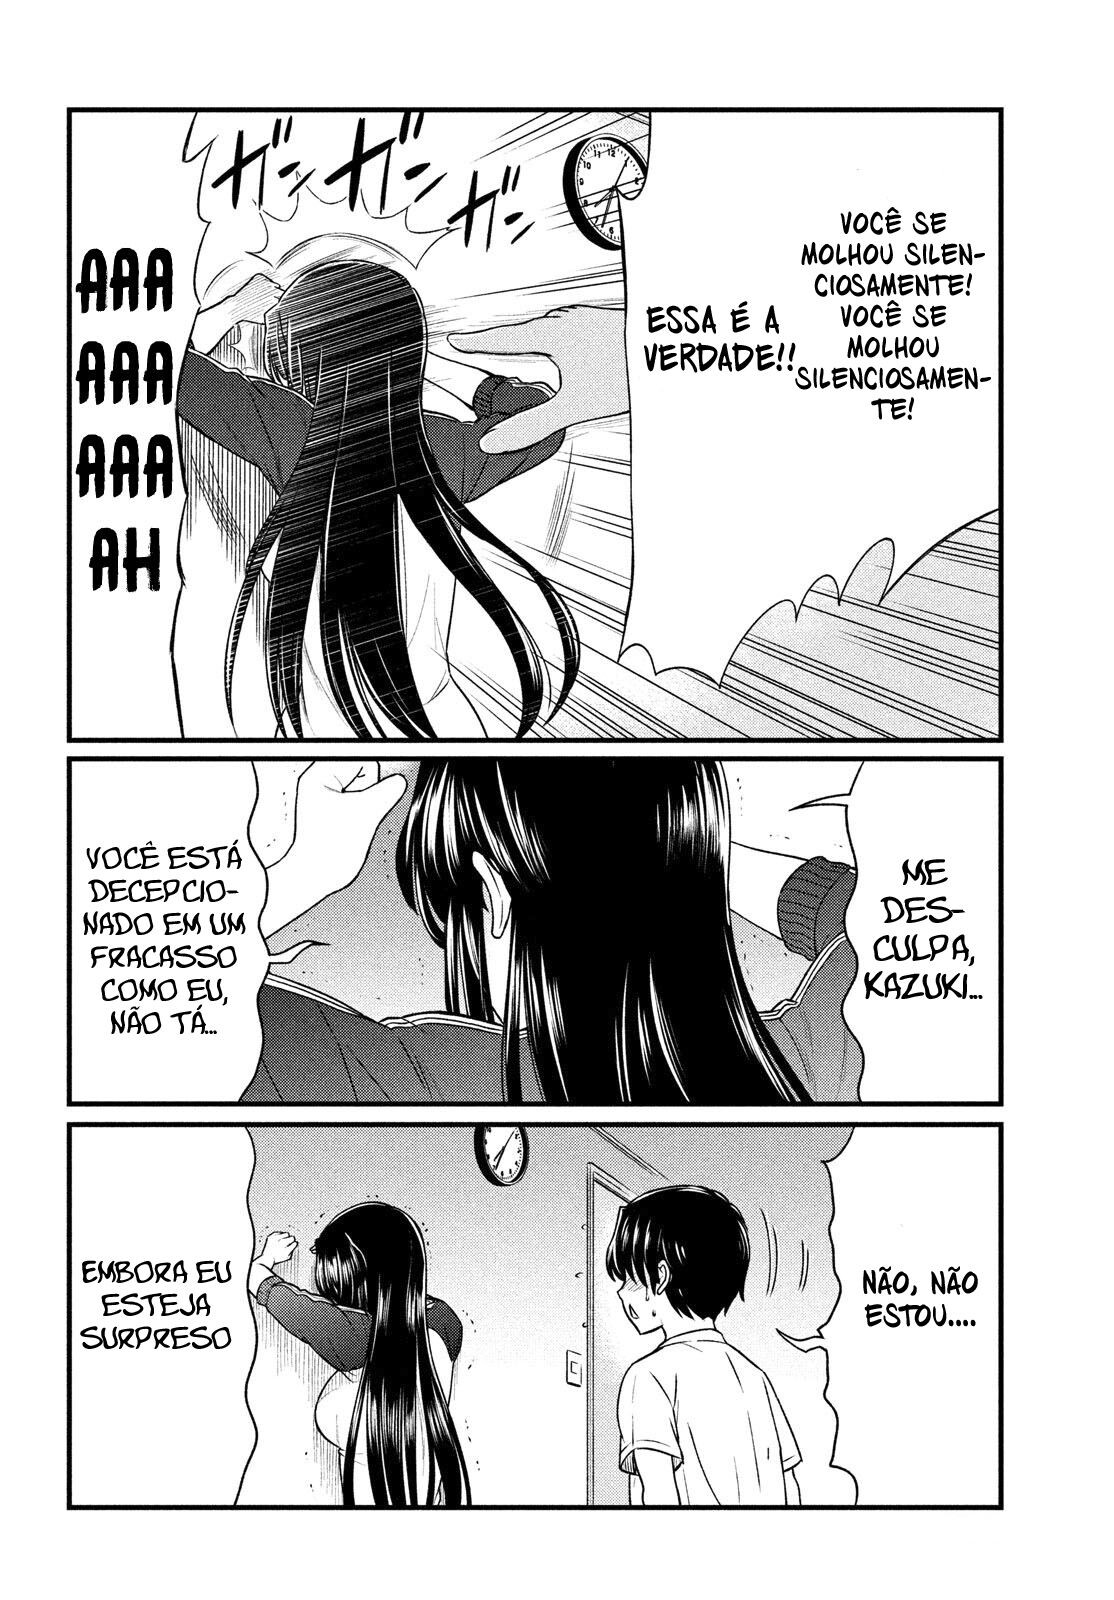 VOCÊ SE
MOLHOU SILEN-
CIOSAMENTE!
VOCÊ SE
MOLHOU
SILENCIOSAMEN-
TE!
ESSA É A
VERDADE!!
ガンガンガン
AAA
AAA
AAA
AH
ME
DES-
CULPA,
KAZUKI...
VOCÊ ESTÁ
DECEPCIO-
NADO EM UM
FRACASSO
COMO EU,
NÃO TÁ...
NÃO, NÃO
ESTOU....
EMBORA EU
ESTEJA
SURPRESO